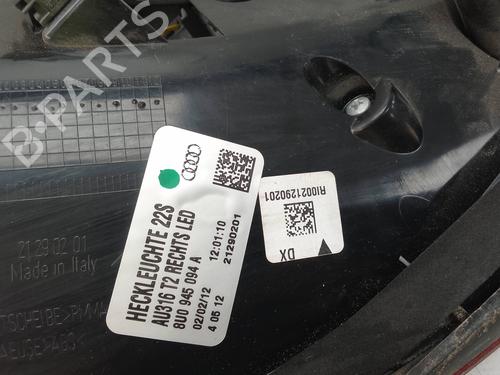 B-PARTS
HECKLEUCHTE 22S
AU316 T2 RECHTS LED
8U0 945 094 A
02/02/12 12:01:10
4 05 12 21290201
RI0021290201
DX
21 29 02 01
Made in Italy